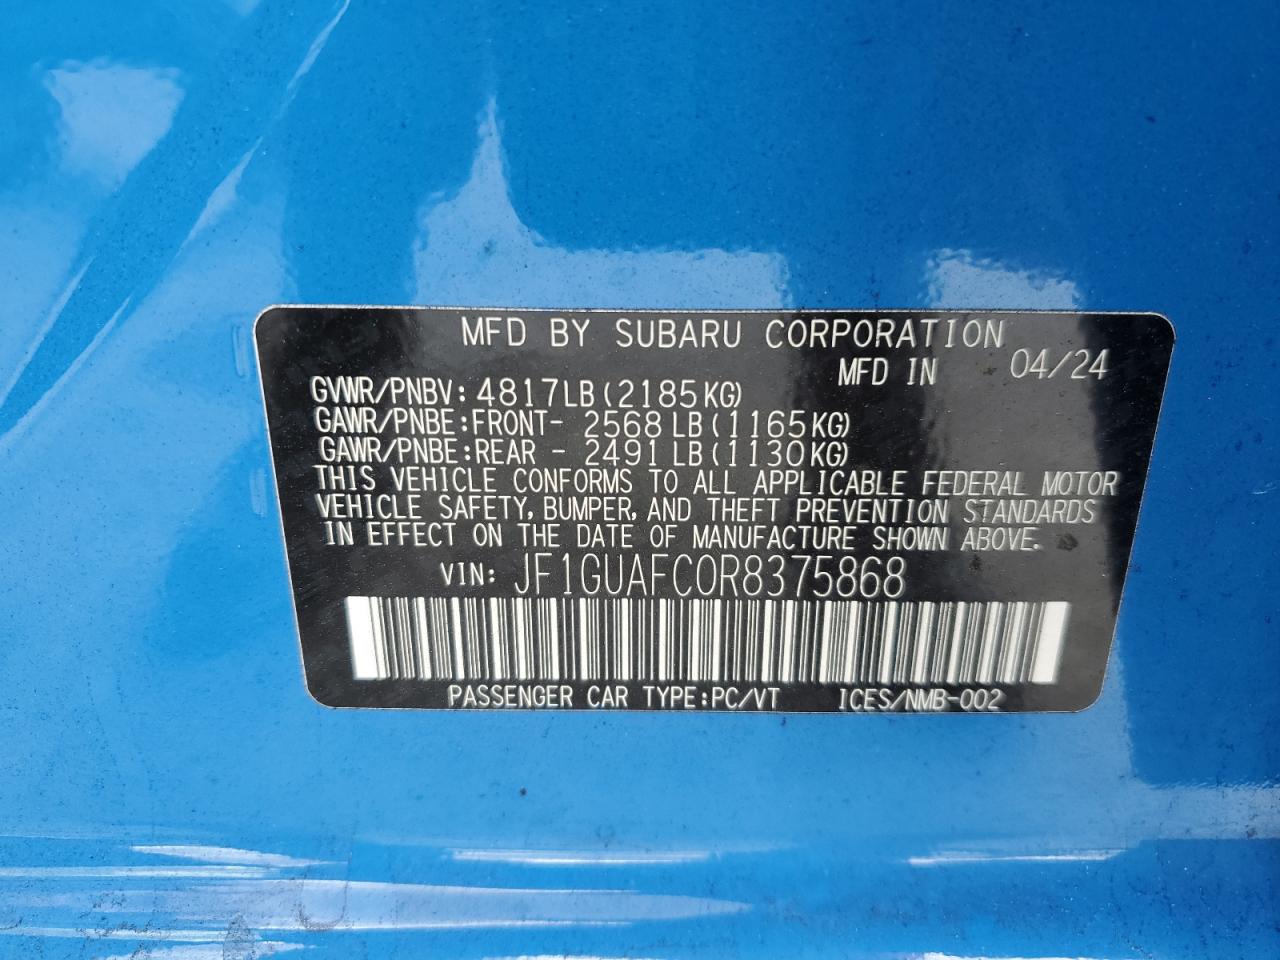 MFD BY SUBARU CORPORATION
MFD IN 04/24
GVWR/PNBV: 4817LB(2185KG)
GAWR/PNBE:FRONT- 2568LB(1165KG)
GAWR/PNBE:REAR - 2491LB(1130KG)
THIS VEHICLE CONFORMS TO ALL APPLICABLE FEDERAL MOTOR
VEHICLE SAFETY, BUMPER, AND THEFT PREVENTION STANDARDS
IN EFFECT ON THE DATE OF MANUFACTURE SHOWN ABOVE.
VIN: JF1GUAFC0R8375868
PASSENGER CAR TYPE:PC/VT ICES/NMB-002